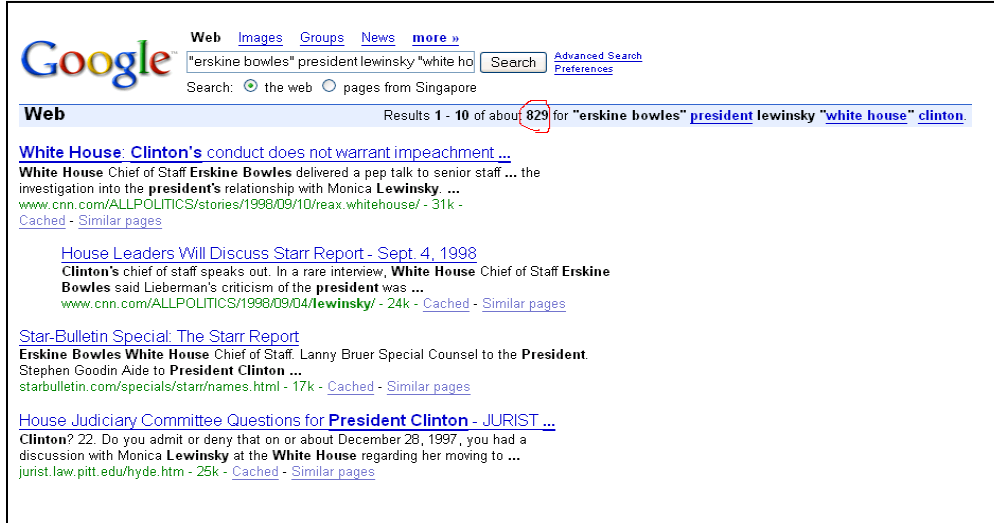 Google™
Web Images Groups News more »
"erskine bowles" president lewinsky "white ho Search Advanced Search
Preferences
Search: the web pages from Singapore
Web Results 1 - 10 of about 829 for "erskine bowles" president lewinsky "white house" clinton.
White House: Clinton's conduct does not warrant impeachment ...
White House Chief of Staff Erskine Bowles delivered a pep talk to senior staff ... the
investigation into the president's relationship with Monica Lewinsky. ...
www.cnn.com/ALLPOLITICS/stories/1998/09/10/reax.whitehouse/ - 31k -
Cached - Similar pages
House Leaders Will Discuss Starr Report - Sept. 4, 1998
Clinton's chief of staff speaks out. In a rare interview, White House Chief of Staff Erskine
Bowles said Lieberman's criticism of the president was ...
www.cnn.com/ALLPOLITICS/1998/09/04/lewinsky/ - 24k - Cached - Similar pages
Star-Bulletin Special: The Starr Report
Erskine Bowles White House Chief of Staff. Lanny Bruer Special Counsel to the President.
Stephen Goodin Aide to President Clinton ...
starbulletin.com/specials/starr/names.html - 17k - Cached - Similar pages
House Judiciary Committee Questions for President Clinton - JURIST ...
Clinton? 22. Do you admit or deny that on or about December 28, 1997, you had a
discussion with Monica Lewinsky at the White House regarding her moving to ...
jurist.law.pitt.edu/hyde.htm - 25k - Cached - Similar pages